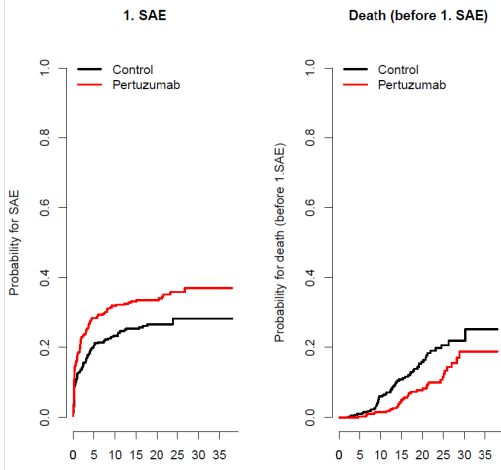 1. SAE
Probability for SAE
0.0 0.2 0.4 0.6 0.8 1.0
Control
Pertuzumab
0 5 10 15 20 25 30 35
Death (before 1. SAE)
Probability for death (before 1.SAE)
0.0 0.2 0.4 0.6 0.8 1.0
Control
Pertuzumab
0 5 10 15 20 25 30 35